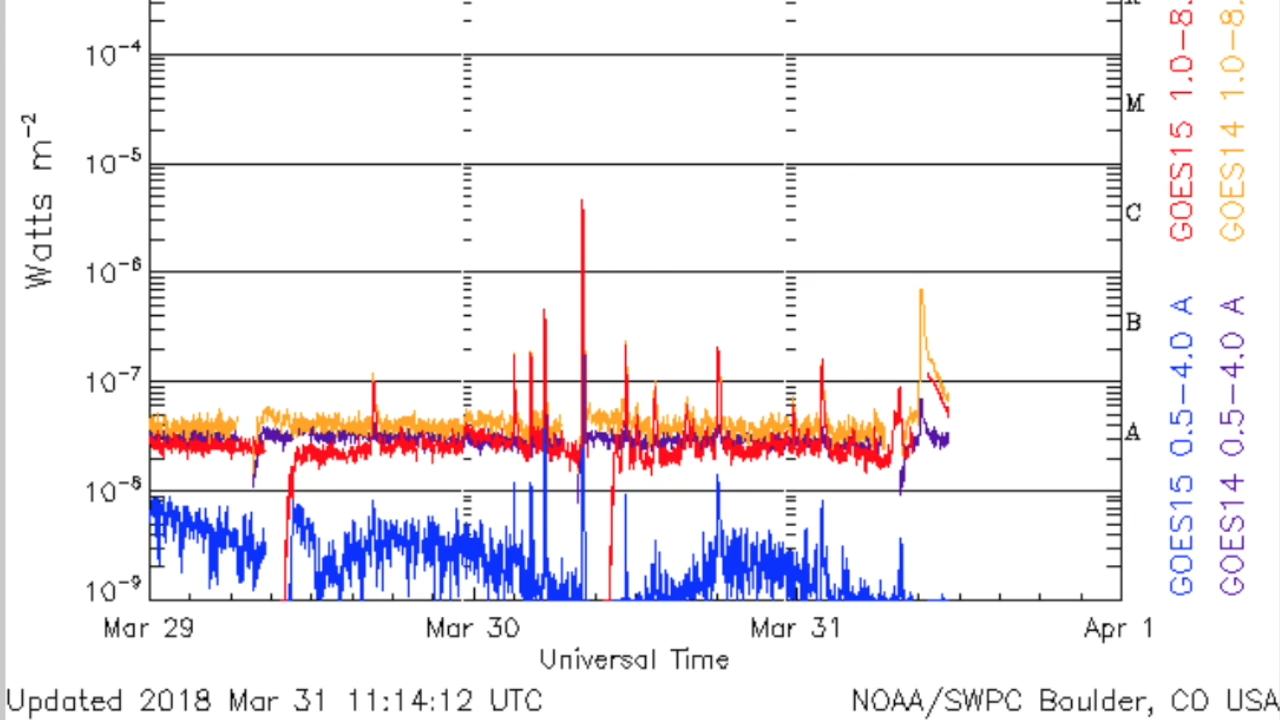 10⁻⁴
10⁻⁵
10⁻⁶
10⁻⁷
10⁻⁸
10⁻⁹
Watts m⁻²
M
C
B
A
Mar 29 Mar 30 Mar 31 Apr 1
Universal Time
Updated 2018 Mar 31 11:14:12 UTC
NOAA/SWPC Boulder, CO USA
GOES15 1.0-8.
GOES14 1.0-8.
GOES15 0.5-4.0 A
GOES14 0.5-4.0 A